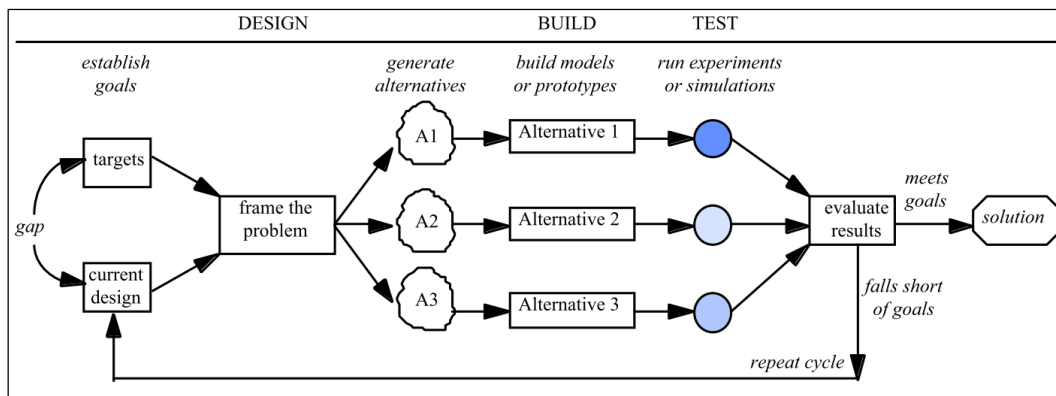 DESIGN BUILD TEST
establish
goals
generate
alternatives
build models
or prototypes
run experiments
or simulations
targets
gap
current
design
frame the
problem
A1
A2
A3
Alternative 1
Alternative 2
Alternative 3
evaluate
results
meets
goals
solution
falls short
of goals
repeat cycle